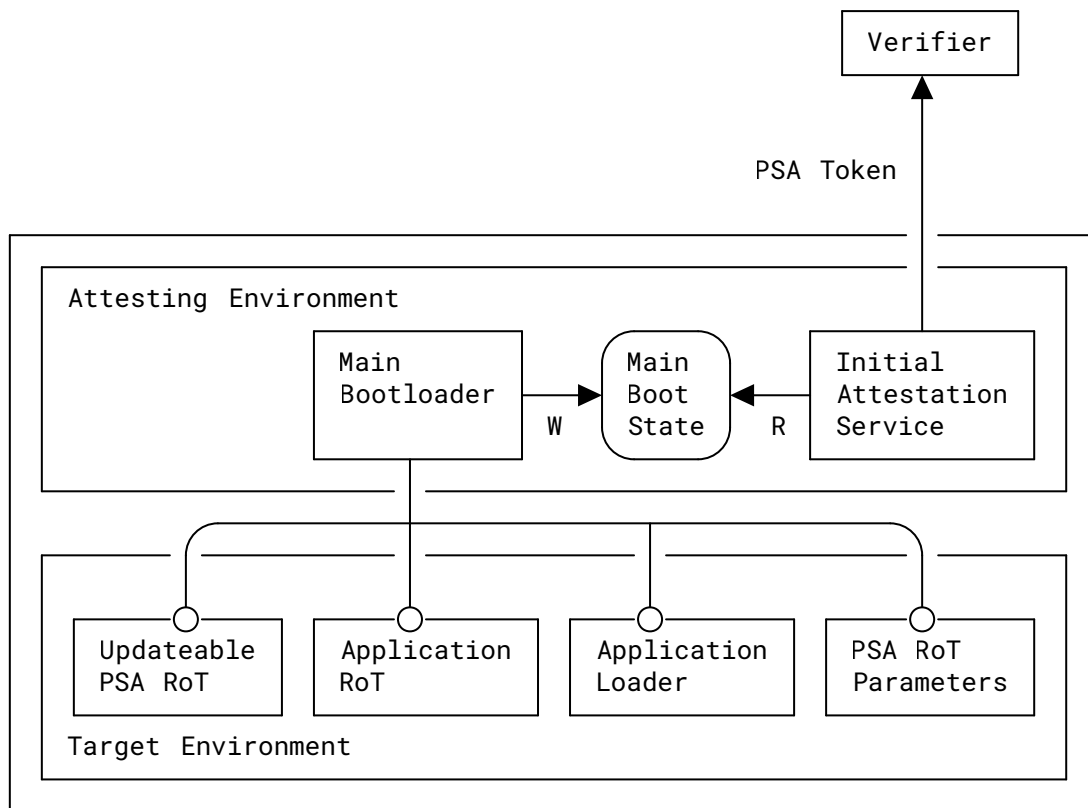 Verifier
PSA Token
Attesting Environment
Main
Bootloader
W
Main
Boot
State
R
Initial
Attestation
Service
Updateable
PSA RoT
Application
RoT
Application
Loader
PSA RoT
Parameters
Target Environment